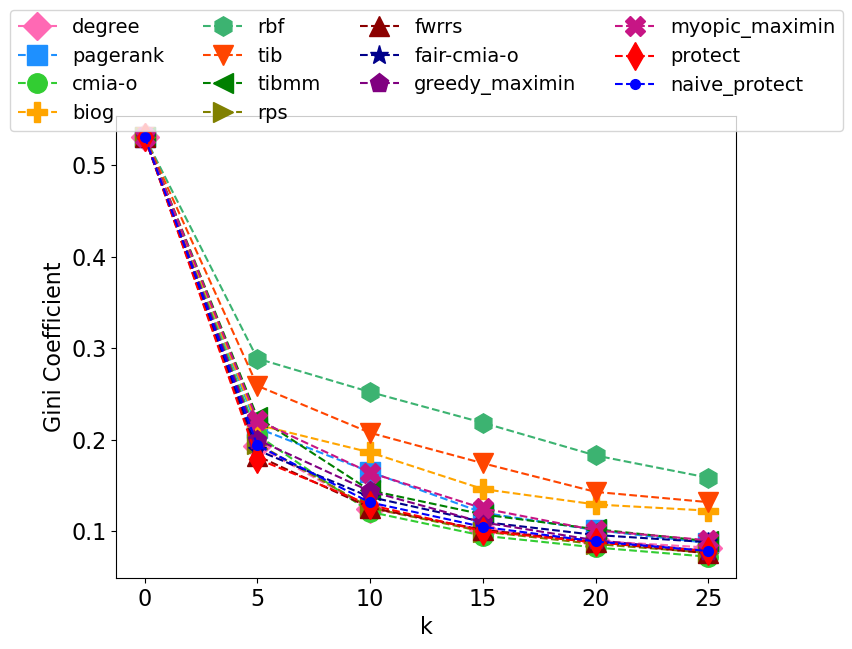 degree
pagerank
cmia-o
biog
rbf
tib
tibmm
rps
fwrrs
fair-cmia-o
greedy_maximin
myopic_maximin
protect
naive_protect
0.5
0.4
0.3
0.2
0.1
Gini Coefficient
0 5 10 15 20 25
k